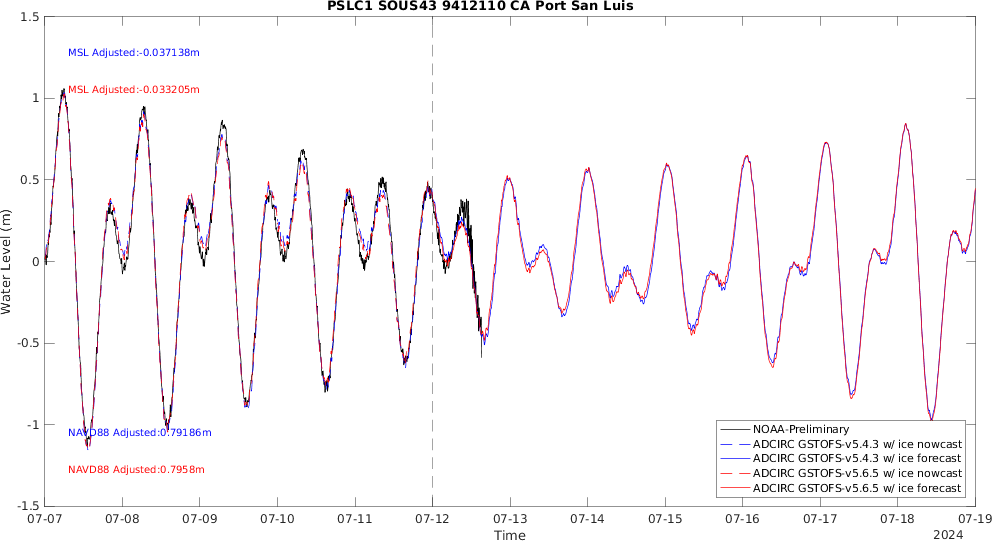 PSLC1 SOUS43 9412110 CA Port San Luis
1.5
MSL Adjusted:-0.037138m
1
MSL Adjusted:-0.033205m
0.5
Water Level (m)
0
-0.5
-1
NAVD88 Adjusted:0.79186m
NAVD88 Adjusted:0.7958m
NOAA-Preliminary
ADCIRC GSTOFS-v5.4.3 w/ ice nowcast
ADCIRC GSTOFS-v5.4.3 w/ ice forecast
ADCIRC GSTOFS-v5.6.5 w/ ice nowcast
ADCIRC GSTOFS-v5.6.5 w/ ice forecast
-1.5
07-07 07-08 07-09 07-10 07-11 07-12 07-13 07-14 07-15 07-16 07-17 07-18 07-19
Time
2024